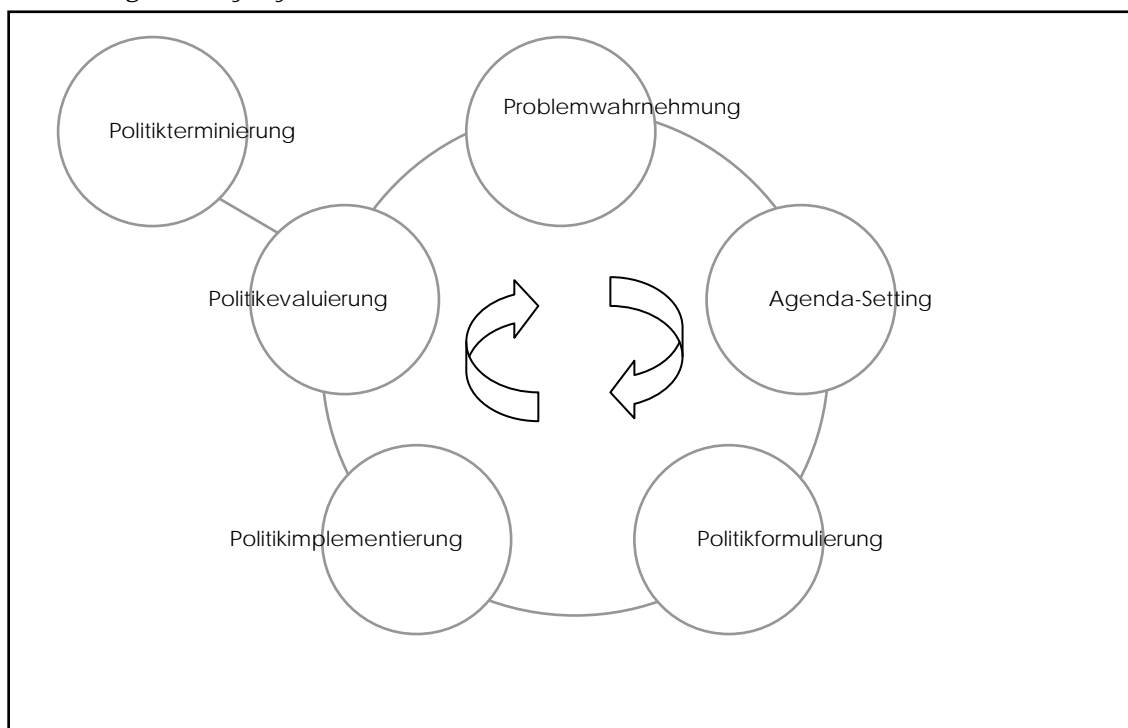 Problemwahrnehmung
Politikterminierung
Politikevaluierung
Agenda-Setting
Politikimplementierung
Politikformulierung